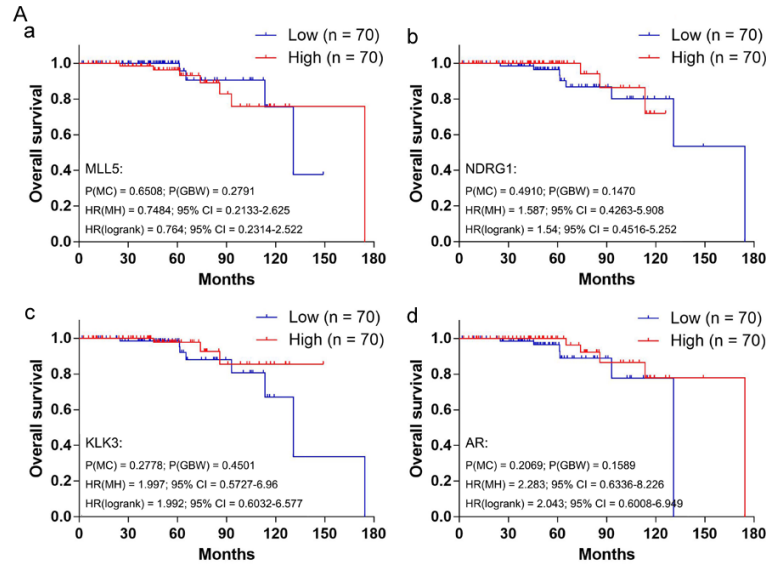 A
a
Low (n = 70)
High (n = 70)
Overall survival
1.0
0.8
0.6
0.4
0.2
0.0
MLL5:
P(MC) = 0.6508; P(GBW) = 0.2791
HR(MH) = 0.7484; 95% CI = 0.2133-2.625
HR(logrank) = 0.764; 95% CI = 0.2314-2.522
0 30 60 90 120 150 180
Months
b
Low (n = 70)
High (n = 70)
Overall survival
1.0
0.8
0.6
0.4
0.2
0.0
NDRG1:
P(MC) = 0.4910; P(GBW) = 0.1470
HR(MH) = 1.587; 95% CI = 0.4263-5.908
HR(logrank) = 1.54; 95% CI = 0.4516-5.252
0 30 60 90 120 150 180
Months
c
Low (n = 70)
High (n = 70)
Overall survival
1.0
0.8
0.6
0.4
0.2
0.0
KLK3:
P(MC) = 0.2778; P(GBW) = 0.4501
HR(MH) = 1.997; 95% CI = 0.5727-6.96
HR(logrank) = 1.992; 95% CI = 0.6032-6.577
0 30 60 90 120 150 180
Months
d
Low (n = 70)
High (n = 70)
Overall survival
1.0
0.8
0.6
0.4
0.2
0.0
AR:
P(MC) = 0.2069; P(GBW) = 0.1589
HR(MH) = 2.283; 95% CI = 0.6336-8.226
HR(logrank) = 2.043; 95% CI = 0.6008-6.949
0 30 60 90 120 150 180
Months